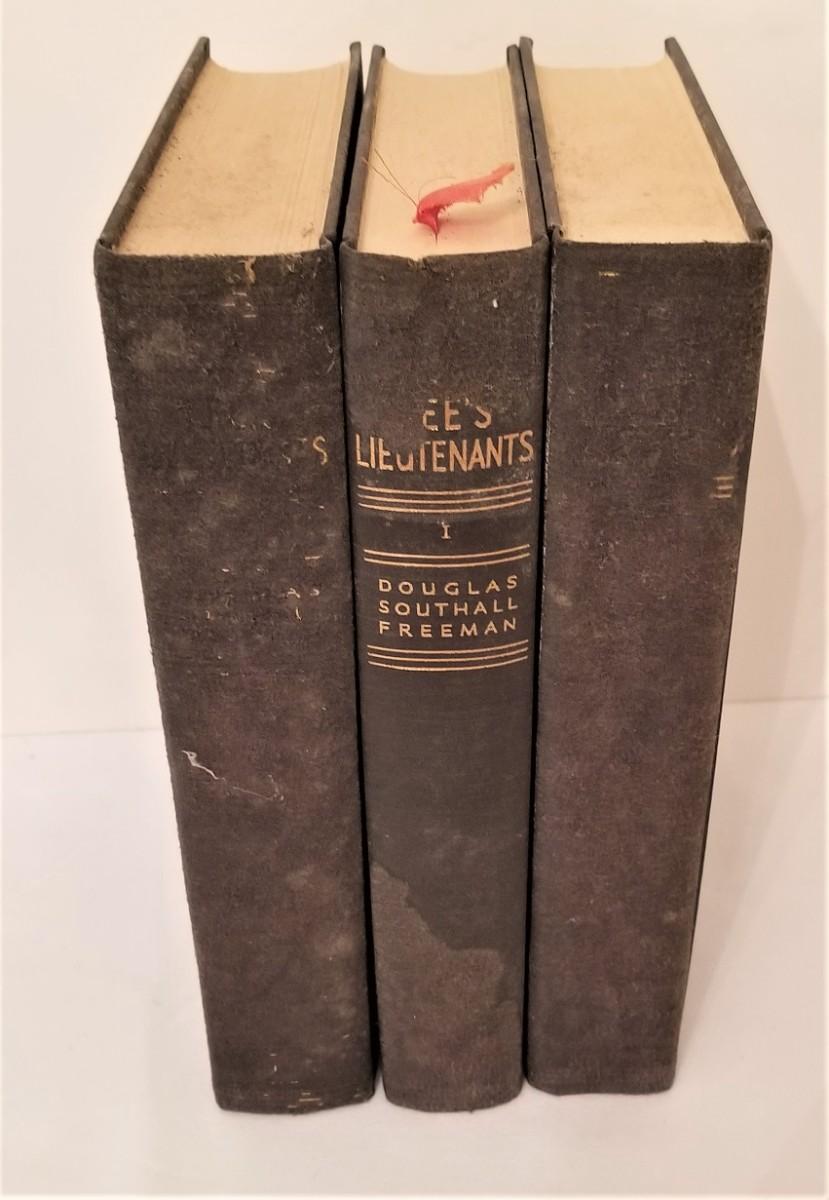 EE'S
LIEUTENANTS
I
DOUGLAS
SOUTHALL
FREEMAN